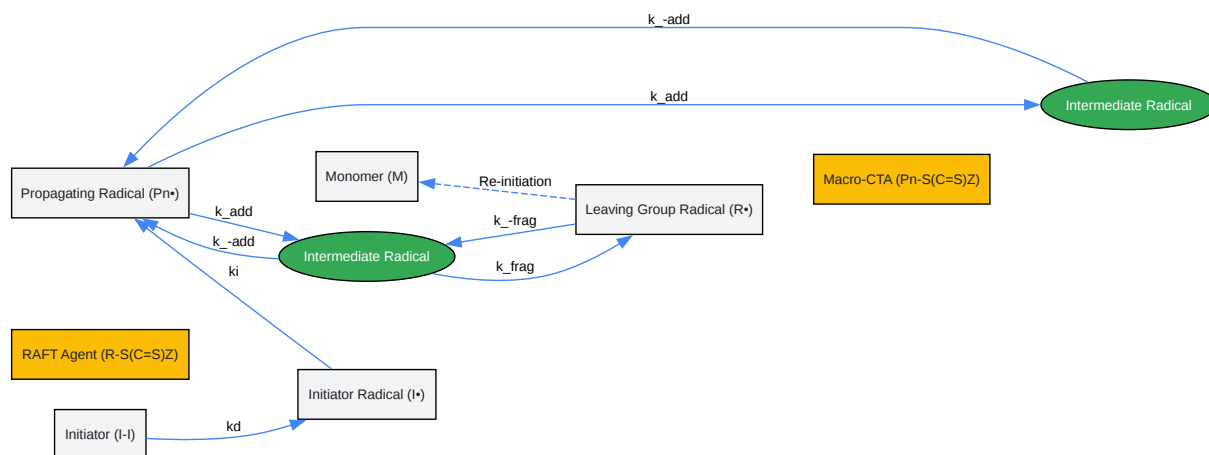 k_-add
k_add
Intermediate Radical
Monomer (M)
Re-initiation
Macro-CTA (Pn-S(C=S)Z)
Propagating Radical (Pn•)
Leaving Group Radical (R•)
k_add
k_-frag
k_-add
Intermediate Radical
k_frag
ki
RAFT Agent (R-S(C=S)Z)
Initiator Radical (I•)
kd
Initiator (I-I)